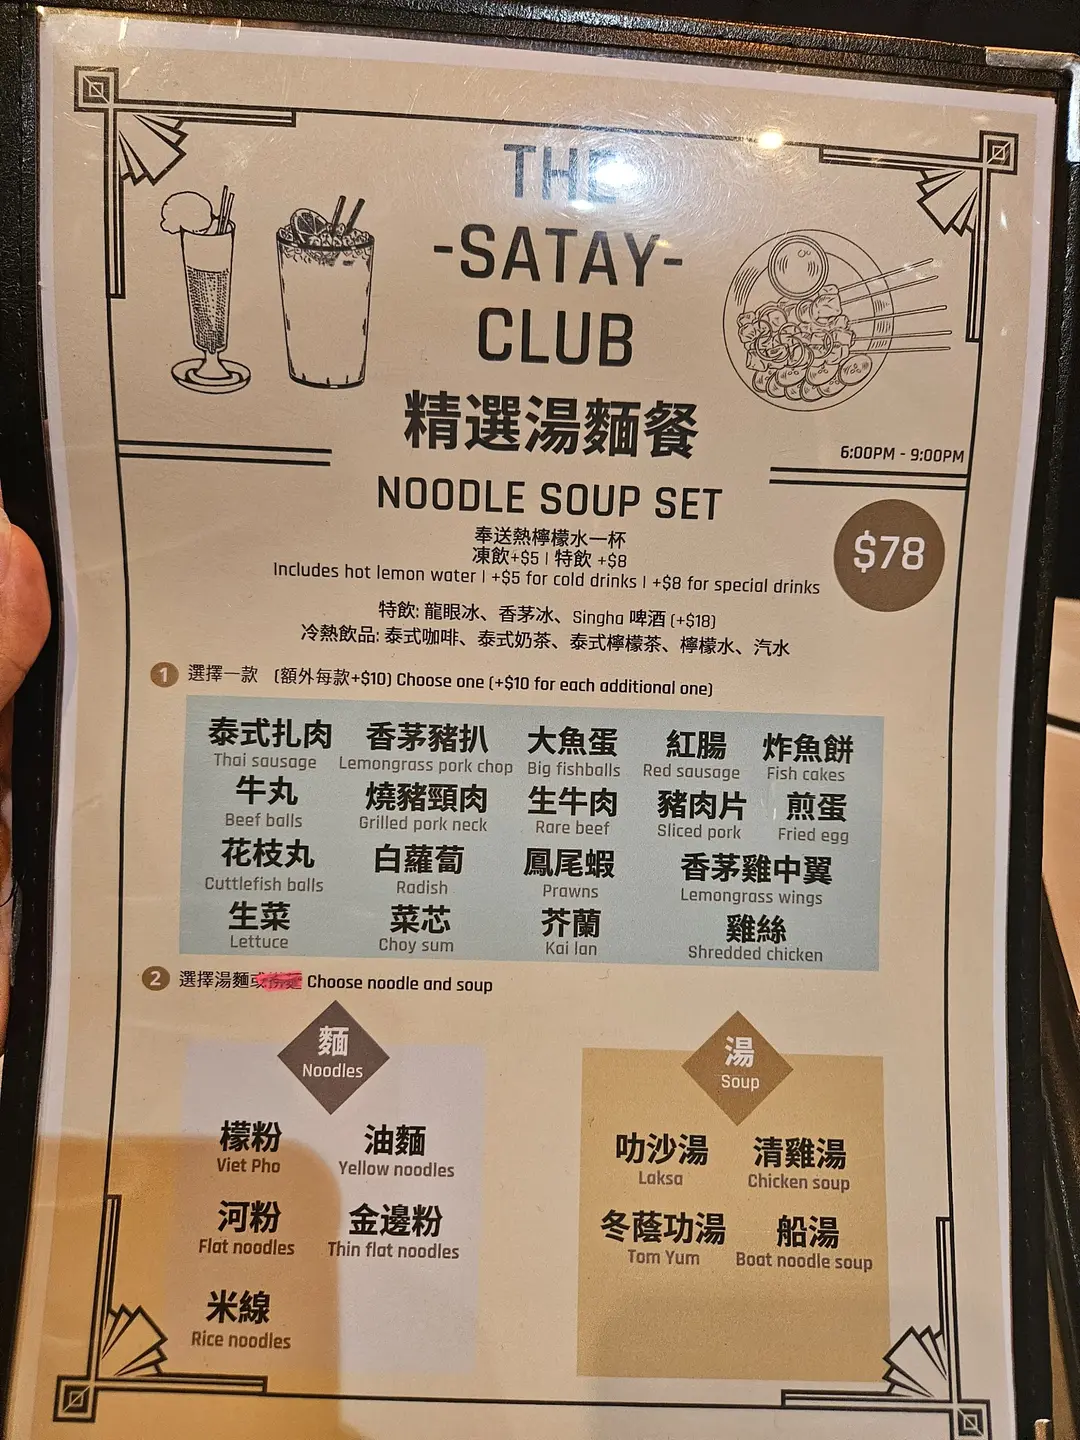 THE
-SATAY-
CLUB
精選湯麵餐
6:00PM - 9:00PM
NOODLE SOUP SET
$78
奉送熱檸檬水一杯
凍飲+$5 | 特飲 +$8
Includes hot lemon water | +$5 for cold drinks | +$8 for special drinks
特飲: 龍眼冰、香茅冰、Singha 啤酒 (+$18)
冷熱飲品: 泰式咖啡、泰式奶茶、泰式檸檬茶、檸檬水、汽水
1 選擇一款 (額外每款+$10) Choose one (+$10 for each additional one)
泰式扎肉 香茅豬扒 大魚蛋 紅腸 炸魚餅
Thai sausage Lemongrass pork chop Big fishballs Red sausage Fish cakes
牛丸 燒豬頸肉 生牛肉 豬肉片 煎蛋
Beef balls Grilled pork neck Rare beef Sliced pork Fried egg
花枝丸 白蘿蔔 鳳尾蝦 香茅雞中翼
Cuttlefish balls Radish Prawns Lemongrass wings
生菜 菜芯 芥蘭 雞絲
Lettuce Choy sum Kai lan Shredded chicken
2 選擇湯麵或 Choose noodle and soup
麵 湯
Noodles Soup
檬粉 油麵 叻沙湯 清雞湯
Viet Pho Yellow noodles Laksa Chicken soup
河粉 金邊粉 冬蔭功湯 船湯
Flat noodles Thin flat noodles Tom Yum Boat noodle soup
米線
Rice noodles